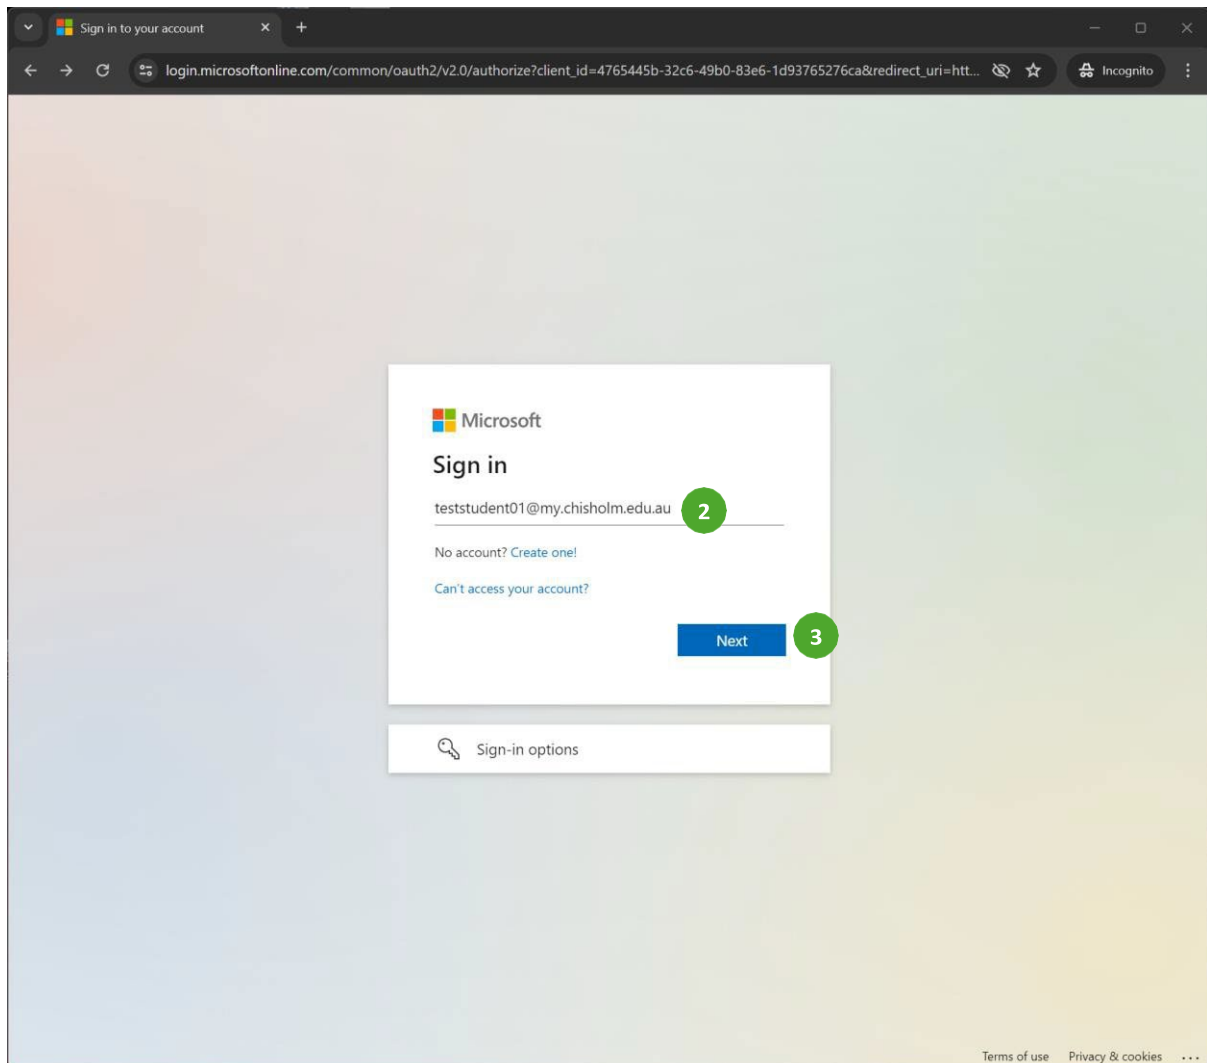 Sign in to your account
login.microsoftonline.com/common/oauth2/v2.0/authorize?client_id=4765445b-32c6-49b0-83e6-1d93765276ca&redirect_uri=htt...
Incognito
Microsoft
Sign in
teststudent01@my.chisholm.edu.au 2
No account? Create one!
Can't access your account?
Next 3
Sign-in options
Terms of use Privacy & cookies ...